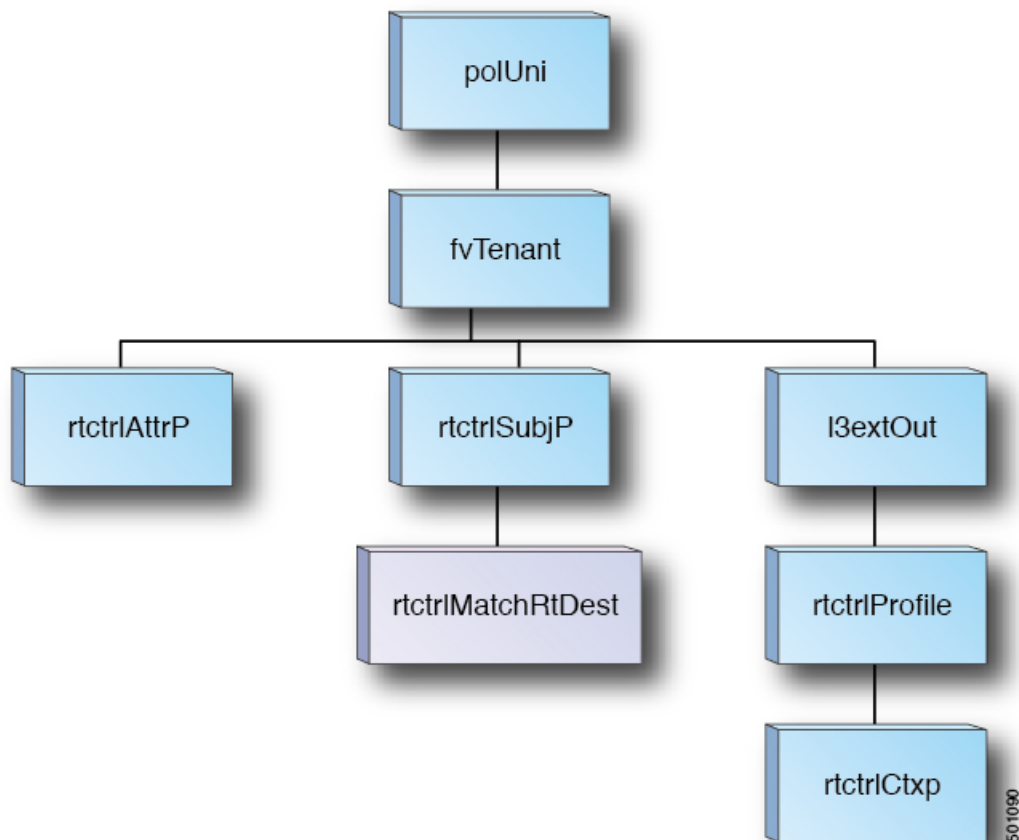 polUni
fvTenant
rtctrlAttrP
rtctrlSubjP
l3extOut
rtctrlMatchRtDest
rtctrlProfile
rtctrlCtxp
501090